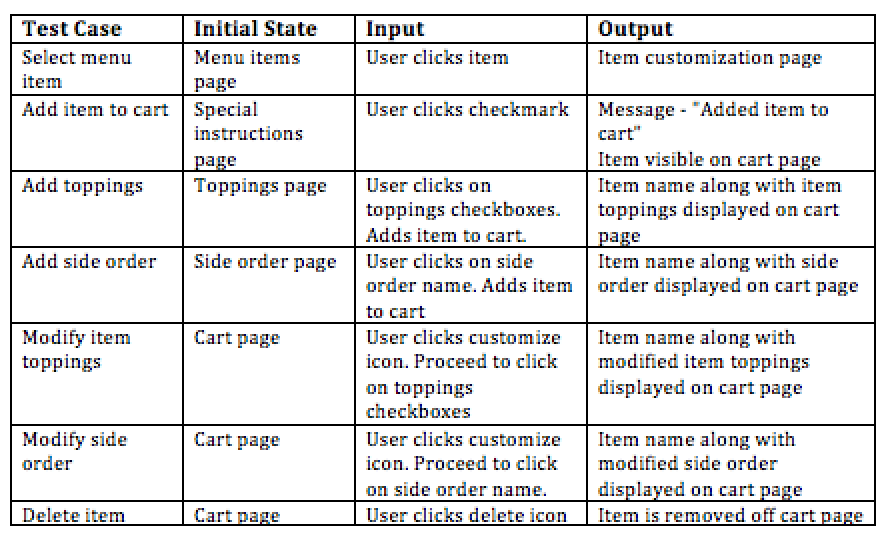 Test Case Initial State Input Output
Select menu Menu items User clicks item Item customization page
item page
Add item to cart Special User clicks checkmark Message - "Added item to
instructions cart"
page Item visible on cart page
Add toppings Toppings page User clicks on Item name along with item
toppings checkboxes. toppings displayed on cart
Adds item to cart. page
Add side order Side order page User clicks on side Item name along with side
order name. Adds item order displayed on cart page
to cart
Modify item Cart page User clicks customize Item name along with
toppings icon. Proceed to click modified item toppings
on toppings displayed on cart page
checkboxes
Modify side Cart page User clicks customize Item name along with
order icon. Proceed to click modified side order
on side order name. displayed on cart page
Delete item Cart page User clicks delete icon Item is removed off cart page